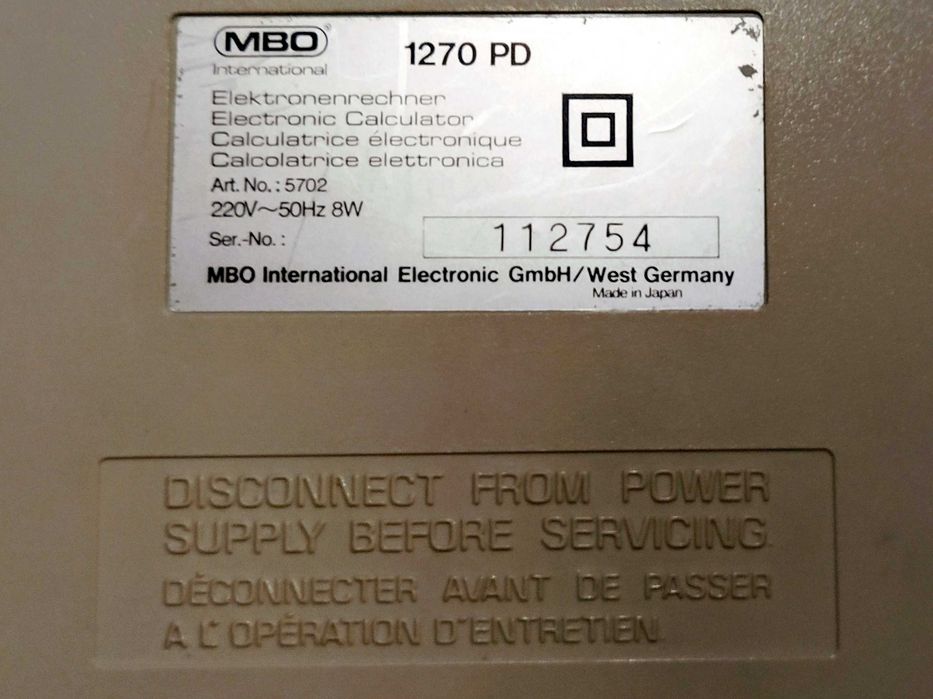 MBO 1270 PD
International
Elektronenrechner
Electronic Calculator
Calculatrice électronique
Calcolatrice elettronica
Art. No. : 5702
220V~50Hz 8W
Ser.-No. : 112754
MBO International Electronic GmbH/West Germany
Made in Japan
DISCONNECT FROM POWER
SUPPLY BEFORE SERVICING.
DÉCONNECTER AVANT DE PASSER
A L'OPÉRATION D'ENTRETIEN.